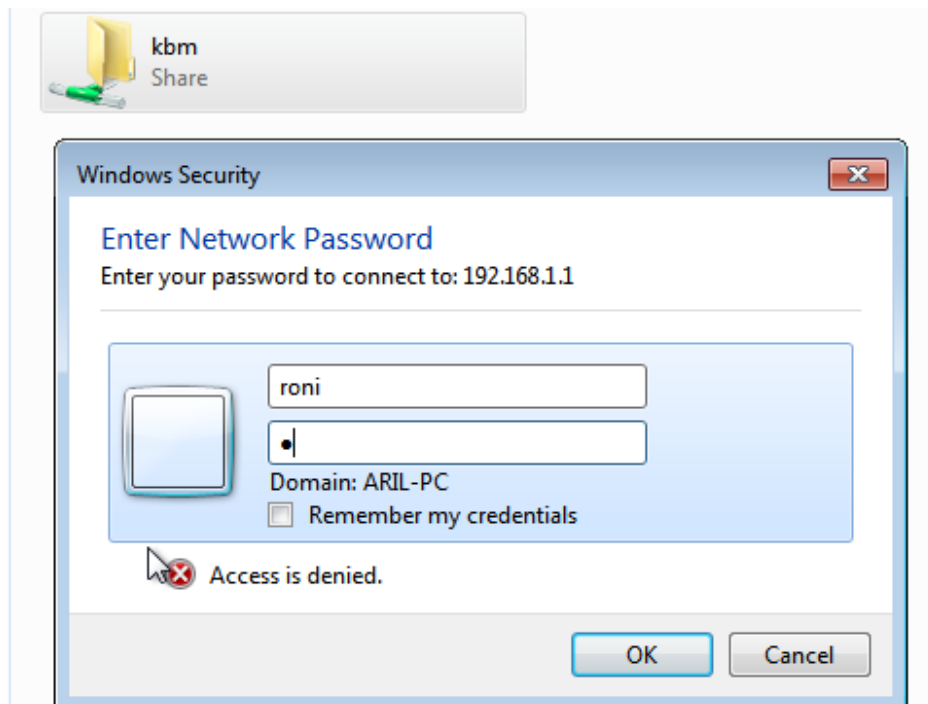 kbm
Share
Windows Security
Enter Network Password
Enter your password to connect to: 192.168.1.1
roni
●
Domain: ARIL-PC
Remember my credentials
Access is denied.
OK
Cancel